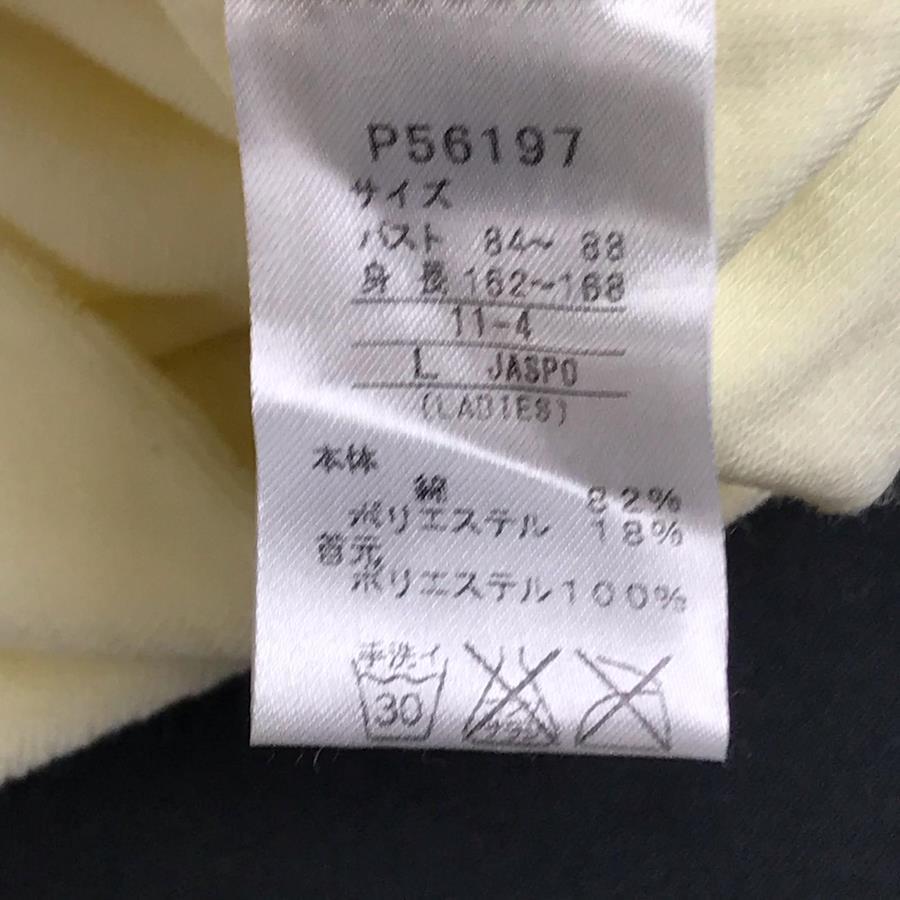 P56197
サイズ
バスト 84〜 88
身 長 162〜168
11-4
L JASPO
(LADIES)
本体
綿 82%
ポリエステル 18%
首元
ポリエステル100%
手洗イ
30